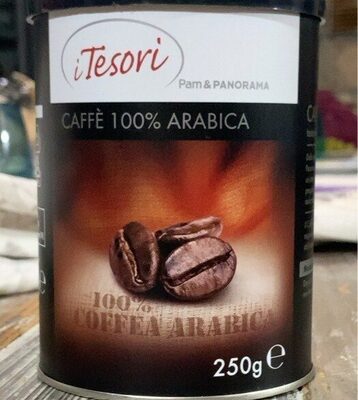 iTesori
Pam & PANORAMA
CAFFÈ 100% ARABICA
100%
COFFEA ARABICA
250g e